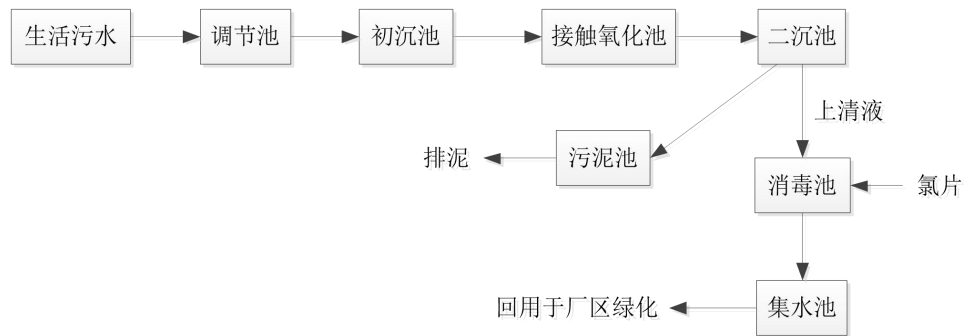 生活污水
调节池
初沉池
接触氧化池
二沉池
上清液
排泥
污泥池
消毒池
氯片
回用于厂区绿化
集水池